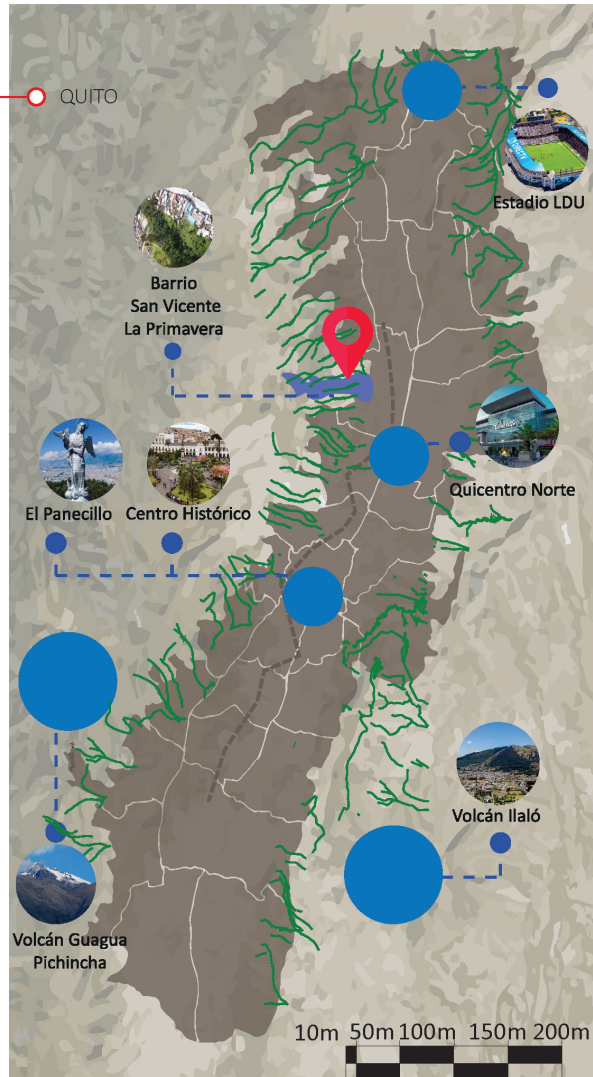 QUITO
Estadio LDU
Barrio
San Vicente
La Primavera
Quicentro Norte
El Panecillo
Centro Histórico
Volcán Ilaló
Volcán Guagua
Pichincha
10m 50m 100m 150m 200m